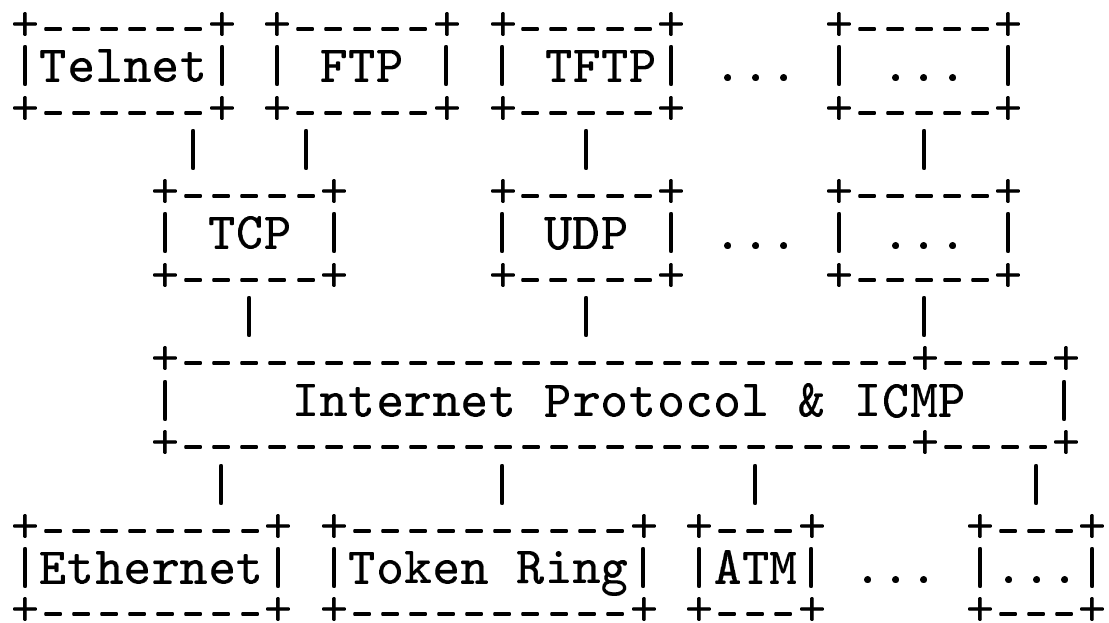 +------+ +-----+ +-----+     +-----+
|Telnet| | FTP | | TFTP| ... | ... |
+------+ +-----+ +-----+     +-----+
      |   |         |           |
     +-----+     +-----+     +-----+
     | TCP |     | UDP | ... | ... |
     +-----+     +-----+     +-----+
        |           |           |
     +--------------------------+----+
     |    Internet Protocol & ICMP   |
     +--------------------------+----+
       |         |        |         |
+--------+ +----------+ +---+     +---+
|Ethernet| |Token Ring| |ATM| ... |...|
+--------+ +----------+ +---+     +---+